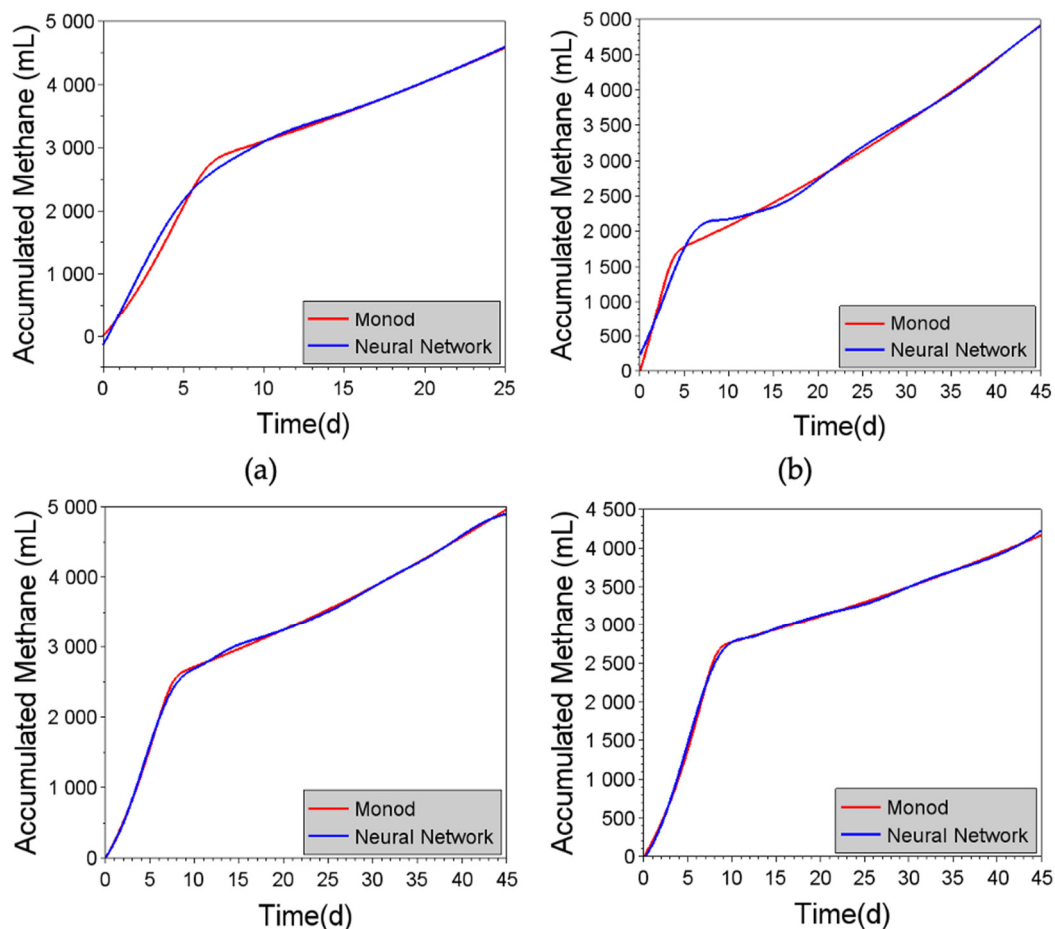 Accumulated Methane (mL)
5 000
4 000
3 000
2 000
1 000
0
0 5 10 15 20 25
Time(d)
Monod
Neural Network
(a)
Accumulated Methane (mL)
5 000
4 500
4 000
3 500
3 000
2 500
2 000
1 500
1 000
500
0
0 5 10 15 20 25 30 35 40 45
Time(d)
Monod
Neural Network
(b)
Accumulated Methane (mL)
5 000
4 000
3 000
2 000
1 000
0
0 5 10 15 20 25 30 35 40 45
Time(d)
Monod
Neural Network
Accumulated Methane (mL)
4 500
4 000
3 500
3 000
2 500
2 000
1 500
1 000
500
0
0 5 10 15 20 25 30 35 40 45
Time(d)
Monod
Neural Network